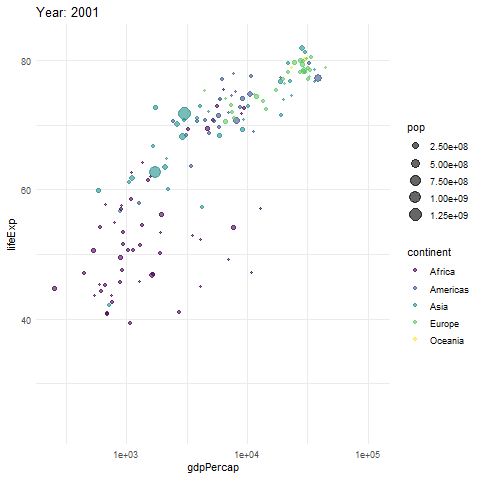 Year: 2001
80
60
40
lifeExp
1e+03
1e+04
1e+05
gdpPercap
pop
2.50e+08
5.00e+08
7.50e+08
1.00e+09
1.25e+09
continent
Africa
Americas
Asia
Europe
Oceania